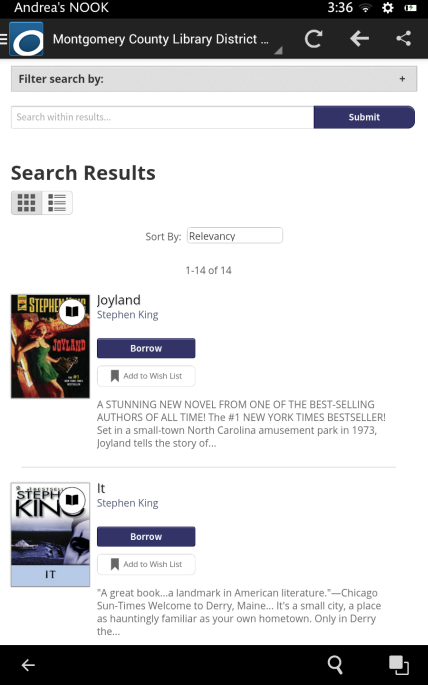 Andrea's NOOK
3:36
Montgomery County Library District ...
Filter search by:
+
Search within results...
Submit
Search Results
Sort By: Relevancy
1-14 of 14
STEPHEN KING
JOYLAND
Joyland
Stephen King
Borrow
Add to Wish List
A STUNNING NEW NOVEL FROM ONE OF THE BEST-SELLING
AUTHORS OF ALL TIME! The #1 NEW YORK TIMES BESTSELLER!
Set in a small-town North Carolina amusement park in 1973,
Joyland tells the story of...
STEPHEN
KING
IT
It
Stephen King
Borrow
Add to Wish List
"A great book...a landmark in American literature."—Chicago
Sun-Times Welcome to Derry, Maine... It's a small city, a place
as hauntingly familiar as your own hometown. Only in Derry
the...